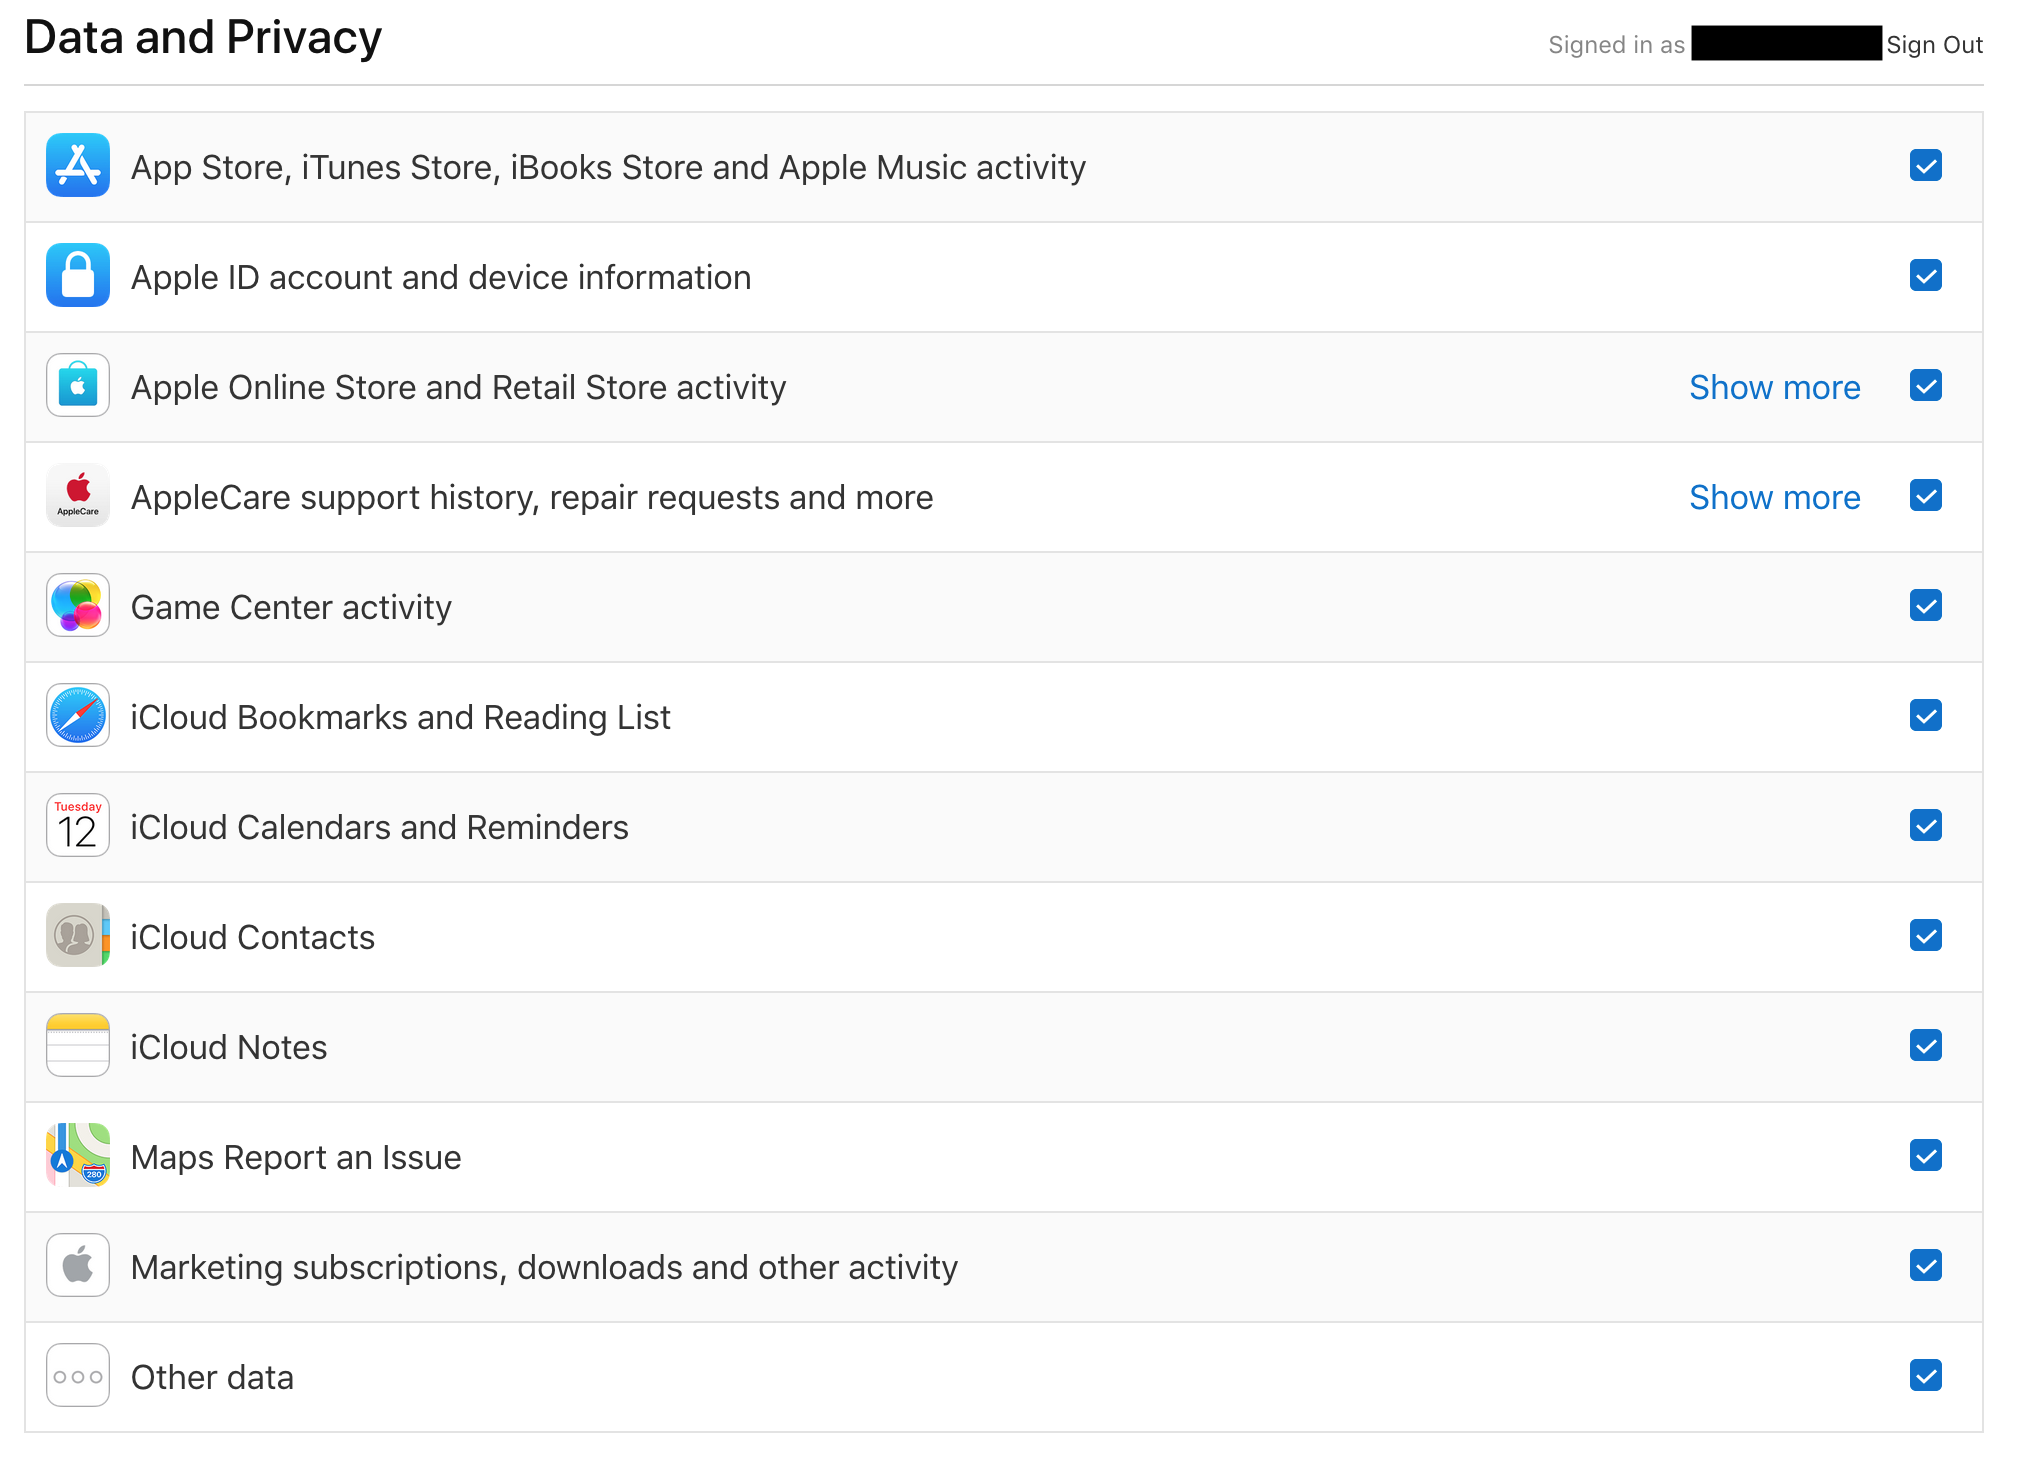 Data and Privacy
Signed in as Sign Out
App Store, iTunes Store, iBooks Store and Apple Music activity
Apple ID account and device information
Apple Online Store and Retail Store activity Show more
AppleCare
AppleCare support history, repair requests and more Show more
Game Center activity
iCloud Bookmarks and Reading List
Tuesday
12
iCloud Calendars and Reminders
iCloud Contacts
iCloud Notes
280
Maps Report an Issue
Marketing subscriptions, downloads and other activity
Other data